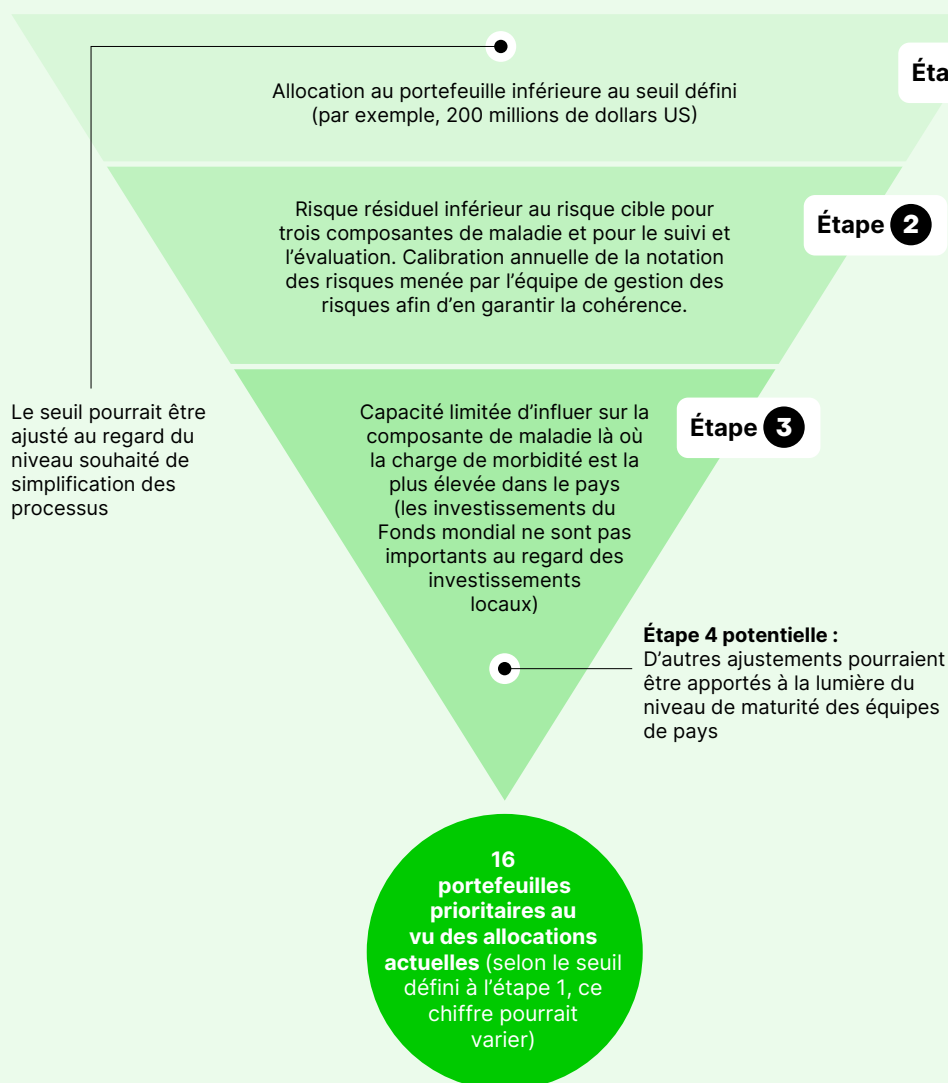 Allocation au portefeuille inférieure au seuil défini
(par exemple, 200 millions de dollars US)
Risque résiduel inférieur au risque cible pour
trois composantes de maladie et pour le suivi et
l’évaluation. Calibration annuelle de la notation
des risques menée par l’équipe de gestion des
risques afin d’en garantir la cohérence.
Étape 2
Le seuil pourrait être
ajusté au regard du
niveau souhaité de
simplification des
processus
Capacité limitée d’influer sur la
composante de maladie là où
la charge de morbidité est la
plus élevée dans le pays
(les investissements du
Fonds mondial ne sont pas
importants au regard des
investissements
locaux)
Étape 3
Étape 4 potentielle :
D’autres ajustements pourraient
être apportés à la lumière du
niveau de maturité des équipes
de pays
16
portefeuilles
prioritaires au
vu des allocations
actuelles (selon le seuil
défini à l’étape 1, ce
chiffre pourrait
varier)